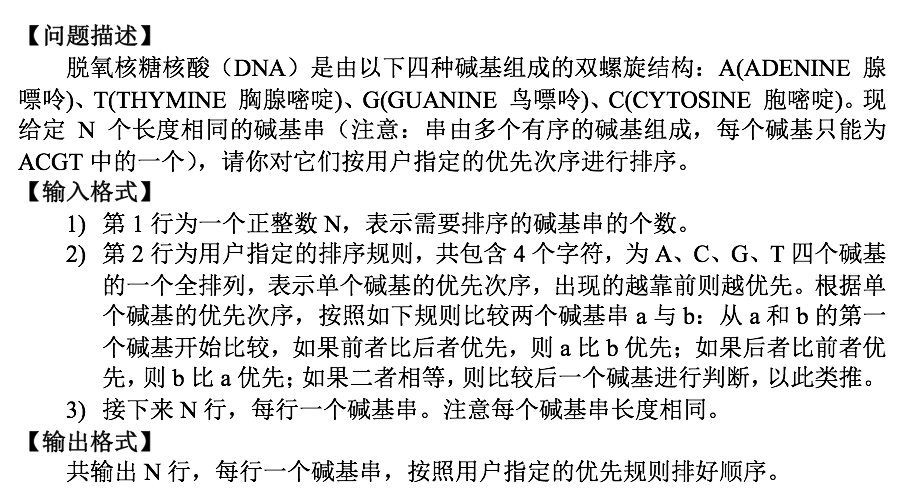 【问题描述】
脱氧核糖核酸（DNA）是由以下四种碱基组成的双螺旋结构：A(ADENINE 腺
嘌呤)、T(THYMINE 胸腺嘧啶)、G(GUANINE 鸟嘌呤)、C(CYTOSINE 胞嘧啶)。现
给定 N 个长度相同的碱基串（注意：串由多个有序的碱基组成，每个碱基只能为
ACGT 中的一个），请你对它们按用户指定的优先次序进行排序。
【输入格式】
1) 第 1 行为一个正整数 N，表示需要排序的碱基串的个数。
2) 第 2 行为用户指定的排序规则，共包含 4 个字符，为 A、C、G、T 四个碱基
的一个全排列，表示单个碱基的优先次序，出现的越靠前则越优先。根据单
个碱基的优先次序，按照如下规则比较两个碱基串 a 与 b：从 a 和 b 的第一
个碱基开始比较，如果前者比后者优先，则 a 比 b 优先；如果后者比前者优
先，则 b 比 a 优先；如果二者相等，则比较后一个碱基进行判断，以此类推。
3) 接下来 N 行，每行一个碱基串。注意每个碱基串长度相同。
【输出格式】
共输出 N 行，每行一个碱基串，按照用户指定的优先规则排好顺序。